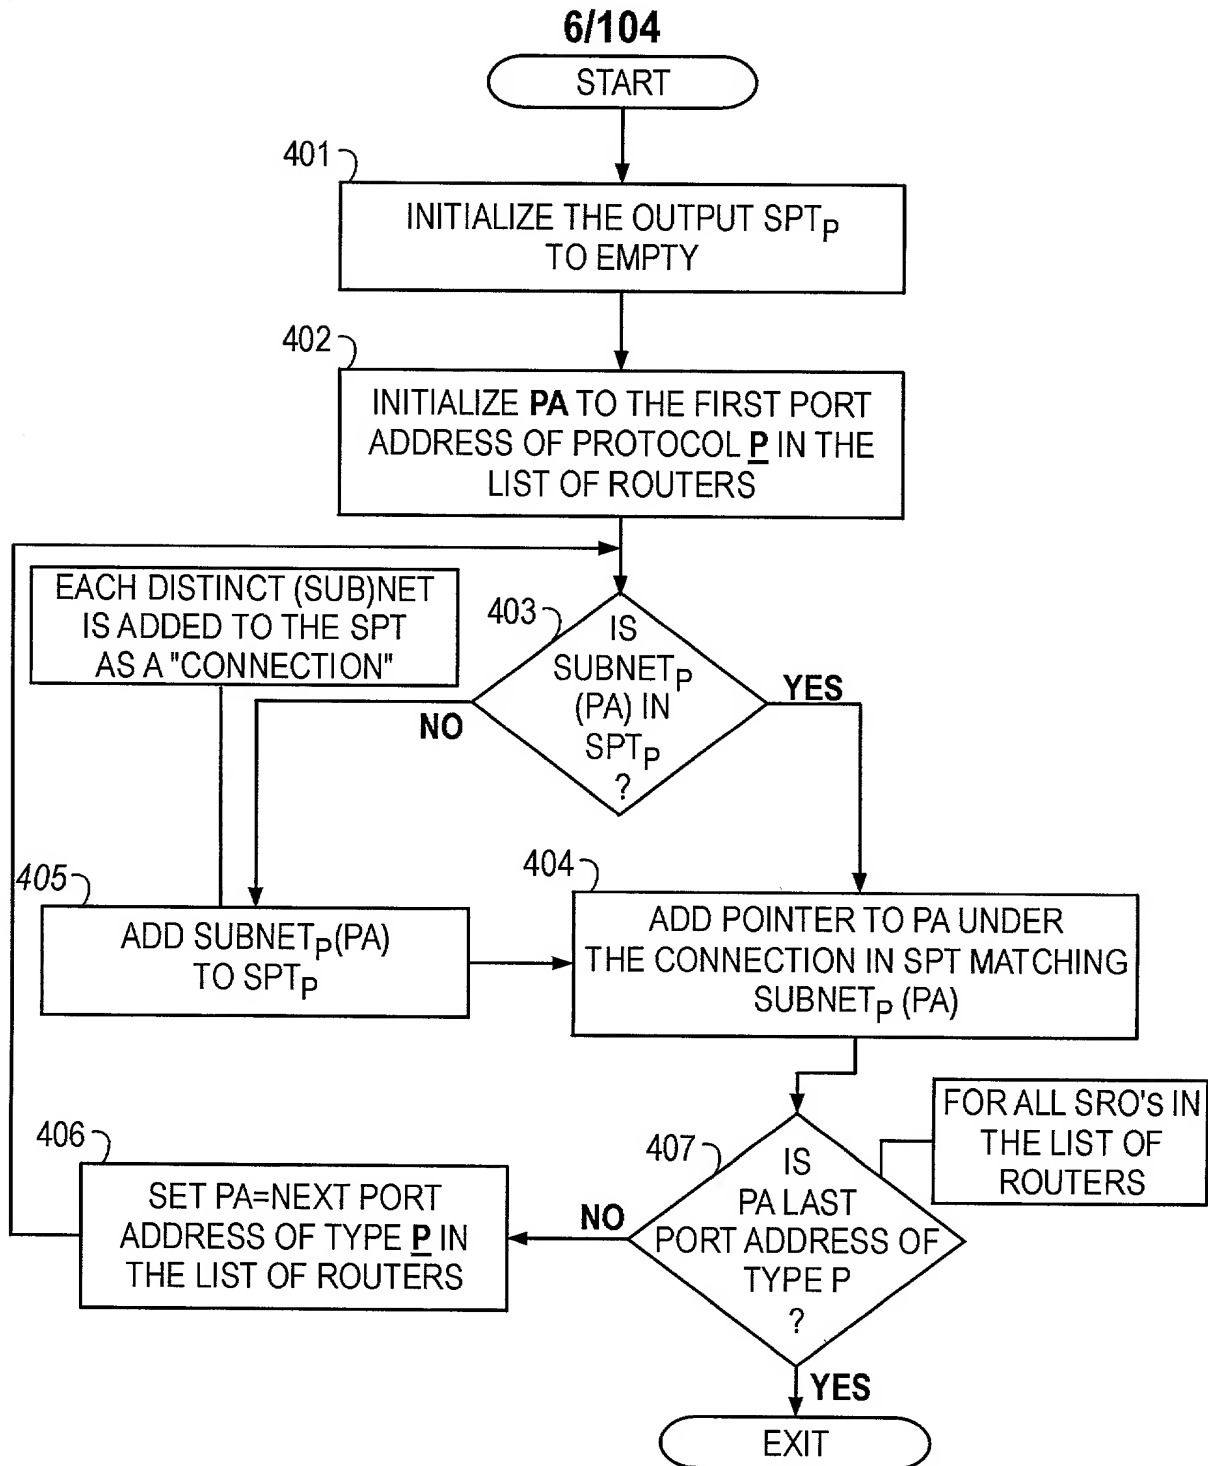 6/104
START
401
INITIALIZE THE OUTPUT SPTP
TO EMPTY
402
INITIALIZE PA TO THE FIRST PORT
ADDRESS OF PROTOCOL P IN THE
LIST OF ROUTERS
EACH DISTINCT (SUB)NET
IS ADDED TO THE SPT
AS A "CONNECTION"
403
IS
SUBNETP
(PA) IN
SPTP
?
NO
YES
405
ADD SUBNETP(PA)
TO SPTP
404
ADD POINTER TO PA UNDER
THE CONNECTION IN SPT MATCHING
SUBNETP (PA)
FOR ALL SRO'S IN
THE LIST OF
ROUTERS
406
SET PA=NEXT PORT
ADDRESS OF TYPE P IN
THE LIST OF ROUTERS
NO
407
IS
PA LAST
PORT ADDRESS OF
TYPE P
?
YES
EXIT